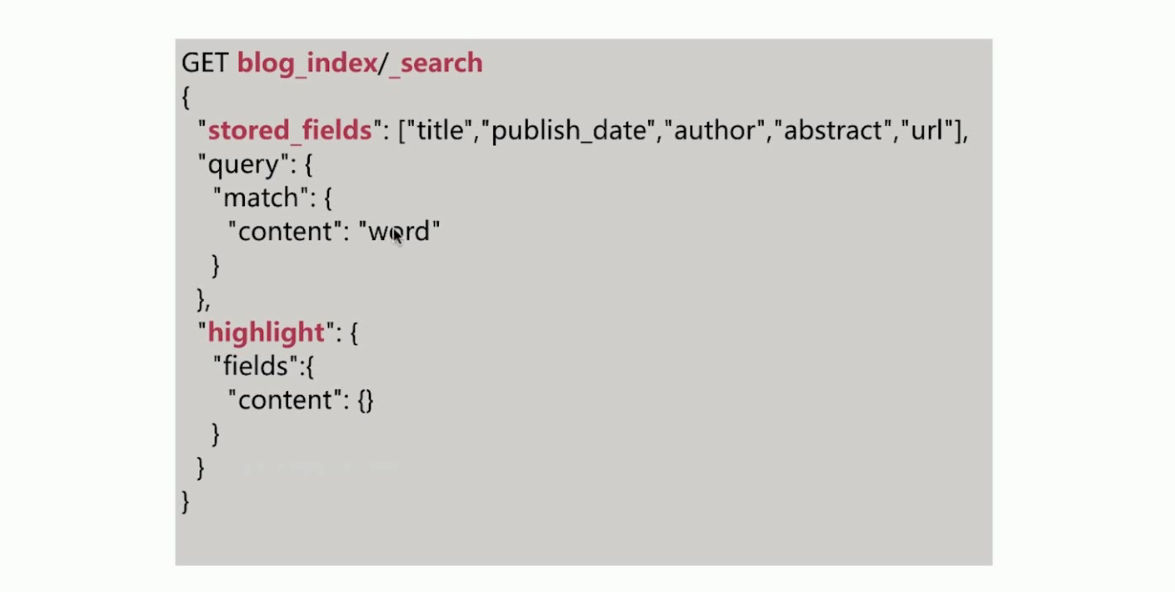 GET blog_index/_search
{
"stored_fields": ["title","publish_date","author","abstract","url"],
"query": {
"match": {
"content": "word"
}
},
"highlight": {
"fields":{
"content": {}
}
}
}